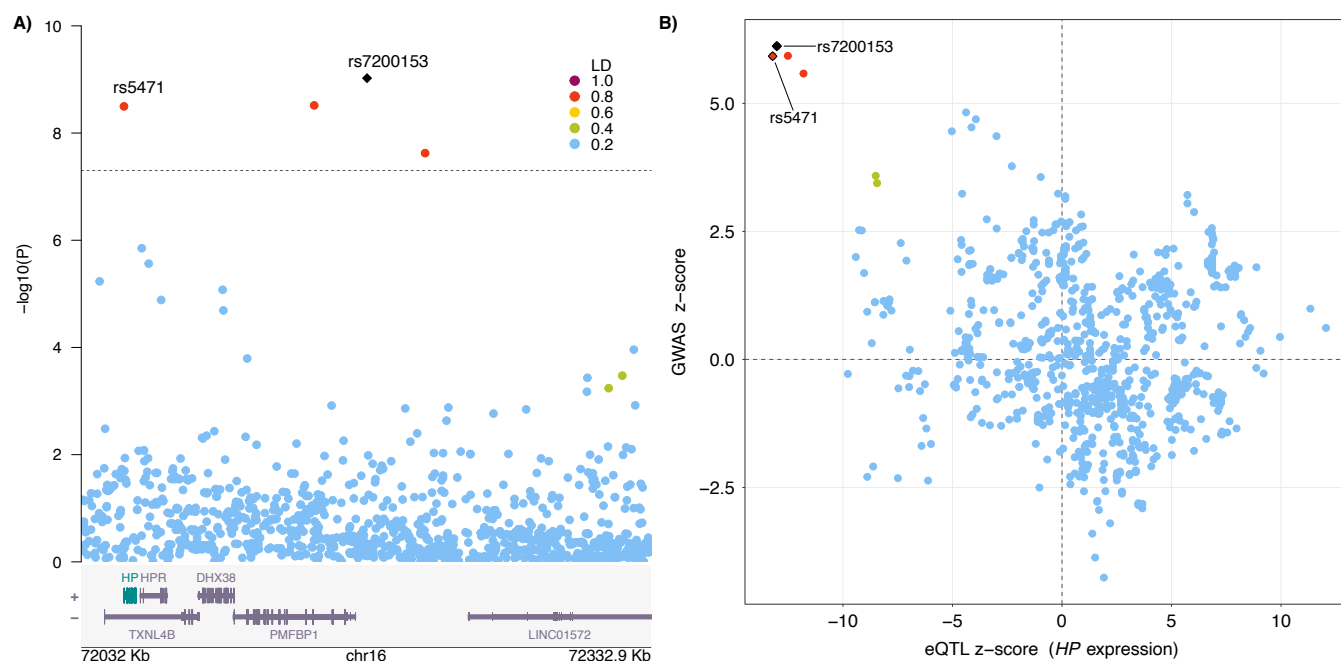 A)
10
8
6
4
2
0
−log10(P)
rs5471
rs7200153
LD
1.0
0.8
0.6
0.4
0.2
HP HPR DHX38
+
−
TXNL4B PMFBP1 LINC01572
72032 Kb chr16 72332.9 Kb
B)
rs7200153
rs5471
5.0
2.5
0.0
−2.5
GWAS z−score
−10 −5 0 5 10
eQTL z−score (HP expression)